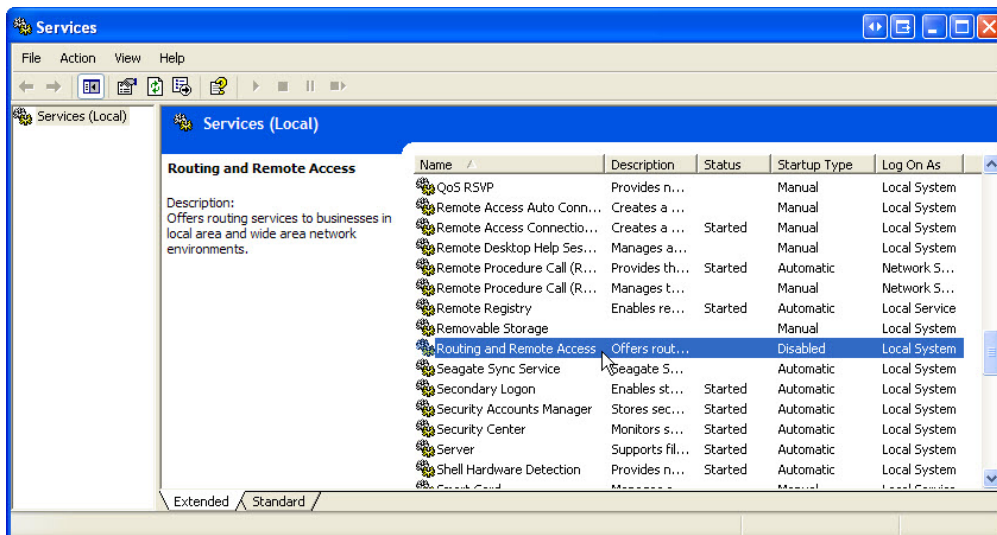 Services
File Action View Help
Services (Local)
Services (Local)
Routing and Remote Access
Description:
Offers routing services to businesses in
local area and wide area network
environments.
Name Description Status Startup Type Log On As
QoS RSVP Provides n... Manual Local System
Remote Access Auto Conn... Creates a ... Manual Local System
Remote Access Connectio... Creates a ... Started Manual Local System
Remote Desktop Help Ses... Manages a... Manual Local System
Remote Procedure Call (R... Provides th... Started Automatic Network S...
Remote Procedure Call (R... Manages t... Manual Network S...
Remote Registry Enables re... Started Automatic Local Service
Removable Storage Manual Local System
Routing and Remote Access Offers rout... Disabled Local System
Seagate Sync Service Seagate S... Automatic Local System
Secondary Logon Enables st... Started Automatic Local System
Security Accounts Manager Stores sec... Started Automatic Local System
Security Center Monitors s... Started Automatic Local System
Server Supports fil... Started Automatic Local System
Shell Hardware Detection Provides n... Started Automatic Local System
Extended Standard